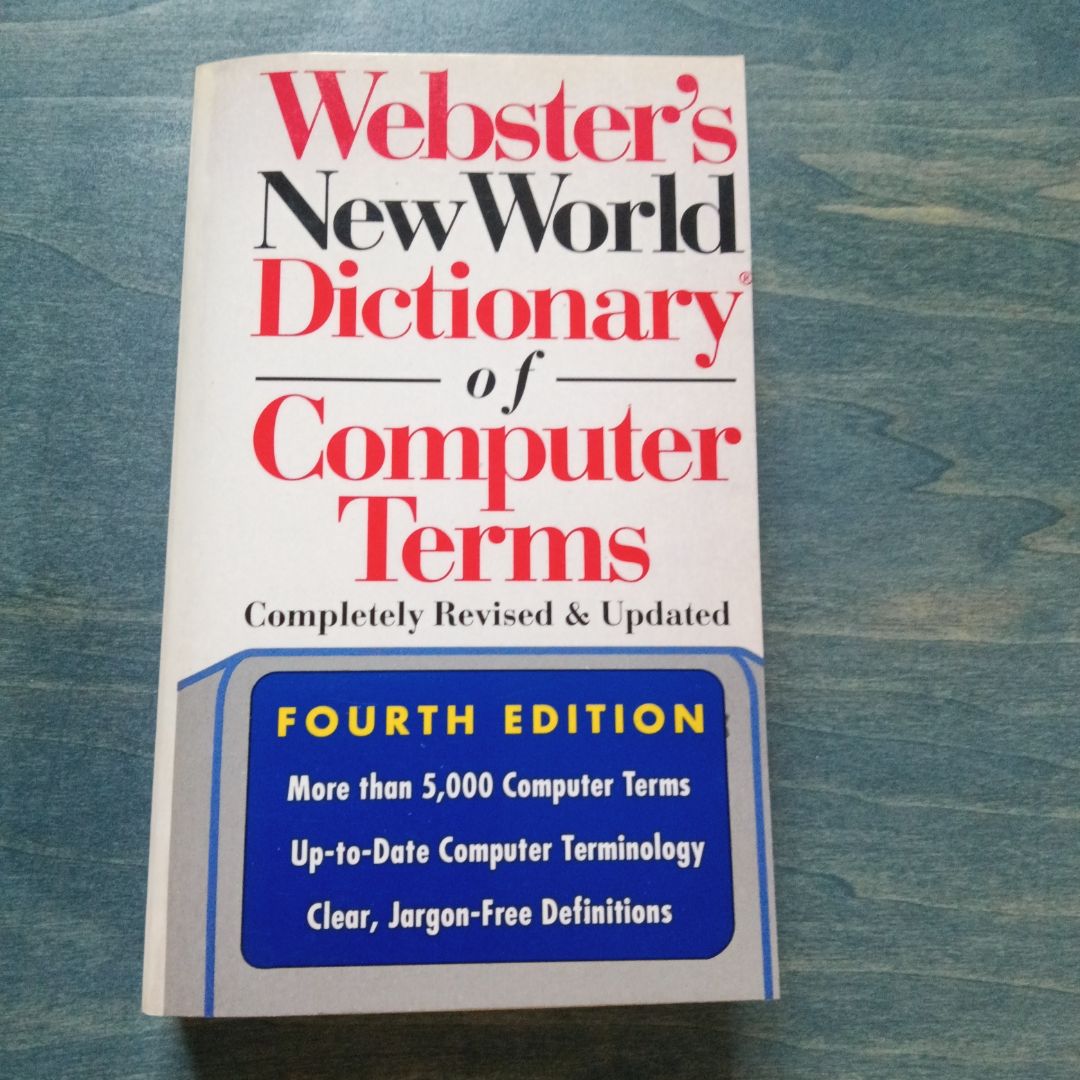 Webster's
New World
Dictionary®
of
Computer
Terms
Completely Revised & Updated
FOURTH EDITION
More than 5,000 Computer Terms
Up-to-Date Computer Terminology
Clear, Jargon-Free Definitions